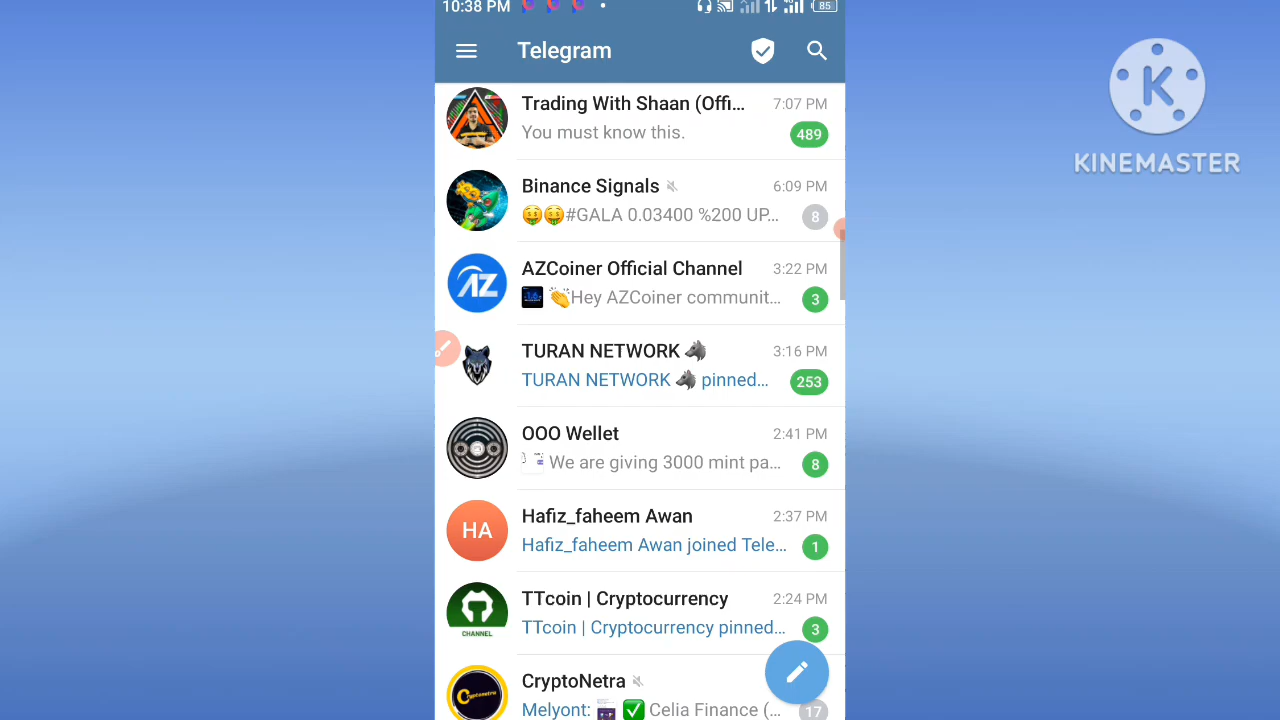 10:38 PM
85
Telegram
Trading With Shaan (Offi...
7:07 PM
You must know this.
489
Binance Signals
6:09 PM
🤑🤑#GALA 0.03400 %200 UP...
8
AZCoiner Official Channel
3:22 PM
👏Hey AZCoiner communit...
3
TURAN NETWORK 🐺
3:16 PM
TURAN NETWORK 🐺 pinned...
253
OOO Wellet
2:41 PM
We are giving 3000 mint pa...
8
HA
Hafiz_faheem Awan
2:37 PM
Hafiz_faheem Awan joined Tele...
1
TTcoin | Cryptocurrency
2:24 PM
TTcoin | Cryptocurrency pinned...
3
CHANNEL
CryptoNetra
Cryptonetra
Melyont: ✅ Celia Finance (...
17
K
KINEMASTER